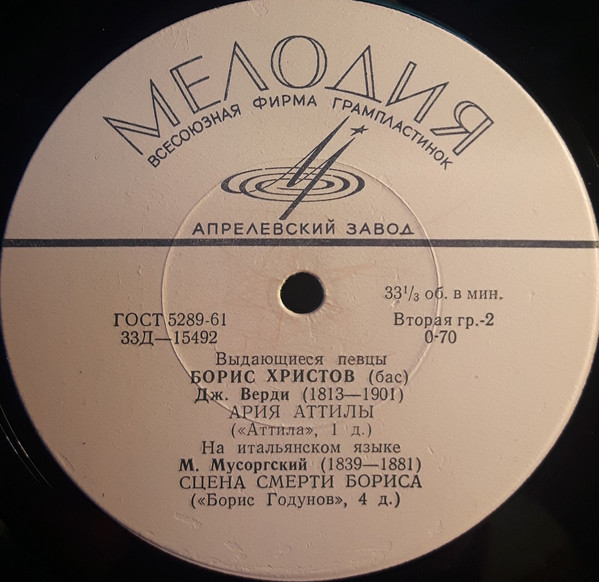 МЕЛОДИЯ
ВСЕСОЮЗНАЯ ФИРМА ГРАМПЛАСТИНОК
АПРЕЛЕВСКИЙ ЗАВОД
33⅓ об. в мин.
ГОСТ 5289-61 Вторая гр.-2
33Д—15492 0-70
Выдающиеся певцы
БОРИС ХРИСТОВ (бас)
Дж. Верди (1813—1901)
АРИЯ АТТИЛЫ
(«Аттила», 1 д.)
На итальянском языке
М. Мусоргский (1839—1881)
СЦЕНА СМЕРТИ БОРИСА
(«Борис Годунов», 4 д.)